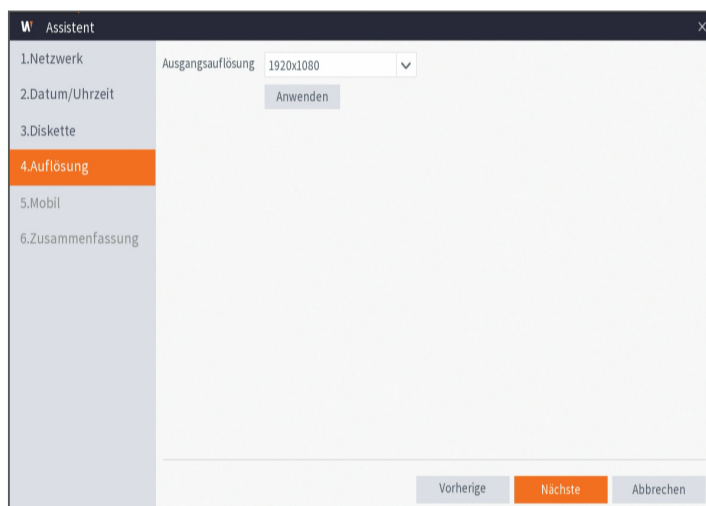 Assistent
1.Netzwerk
2.Datum/Uhrzeit
3.Diskette
4.Auflösung
5.Mobil
6.Zusammenfassung
Ausgangsauflösung 1920x1080
Anwenden
Vorherige Nächste Abbrechen